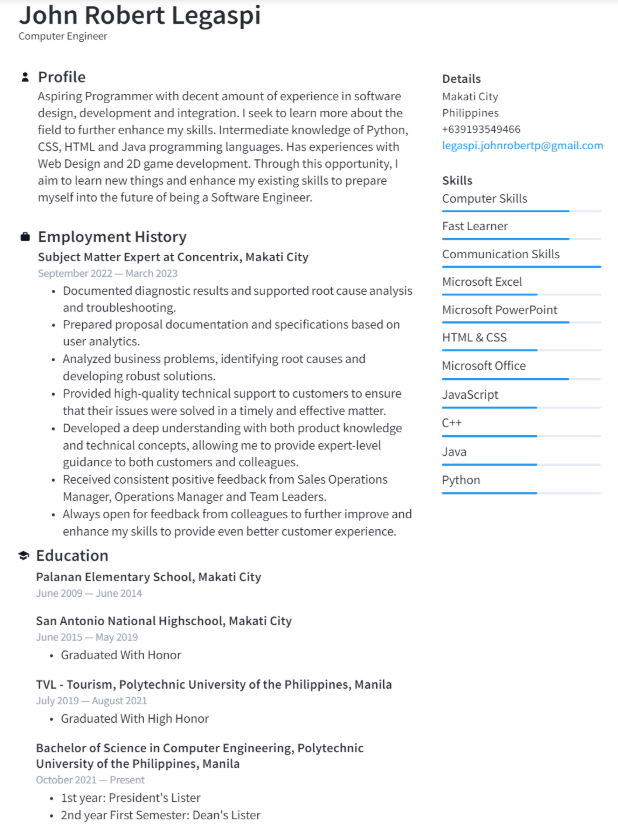 John Robert Legaspi
Computer Engineer
Profile
Aspiring Programmer with decent amount of experience in software
design, development and integration. I seek to learn more about the
field to further enhance my skills. Intermediate knowledge of Python,
CSS, HTML and Java programming languages. Has experiences with
Web Design and 2D game development. Through this opportunity, I
aim to learn new things and enhance my existing skills to prepare
myself into the future of being a Software Engineer.
Employment History
Subject Matter Expert at Concentrix, Makati City
September 2022 — March 2023
• Documented diagnostic results and supported root cause analysis
and troubleshooting.
• Prepared proposal documentation and specifications based on
user analytics.
• Analyzed business problems, identifying root causes and
developing robust solutions.
• Provided high-quality technical support to customers to ensure
that their issues were solved in a timely and effective matter.
• Developed a deep understanding with both product knowledge
and technical concepts, allowing me to provide expert-level
guidance to both customers and colleagues.
• Received consistent positive feedback from Sales Operations
Manager, Operations Manager and Team Leaders.
• Always open for feedback from colleagues to further improve and
enhance my skills to provide even better customer experience.
Education
Palanan Elementary School, Makati City
June 2009 — June 2014
San Antonio National Highschool, Makati City
June 2015 — May 2019
• Graduated With Honor
TVL - Tourism, Polytechnic University of the Philippines, Manila
July 2019 — August 2021
• Graduated With High Honor
Bachelor of Science in Computer Engineering, Polytechnic
University of the Philippines, Manila
October 2021 — Present
• 1st year: President's Lister
• 2nd year First Semester: Dean's Lister
Details
Makati City
Philippines
+639193549466
legaspi.johnrobertp@gmail.com
Skills
Computer Skills
Fast Learner
Communication Skills
Microsoft Excel
Microsoft PowerPoint
HTML & CSS
Microsoft Office
JavaScript
C++
Java
Python